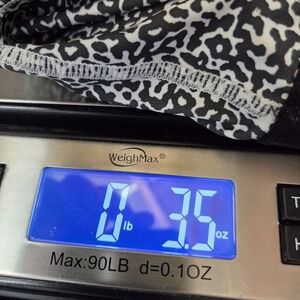 WeighMax®
0 lb 3.5 oz
T
H
Max:90LB d=0.1OZ